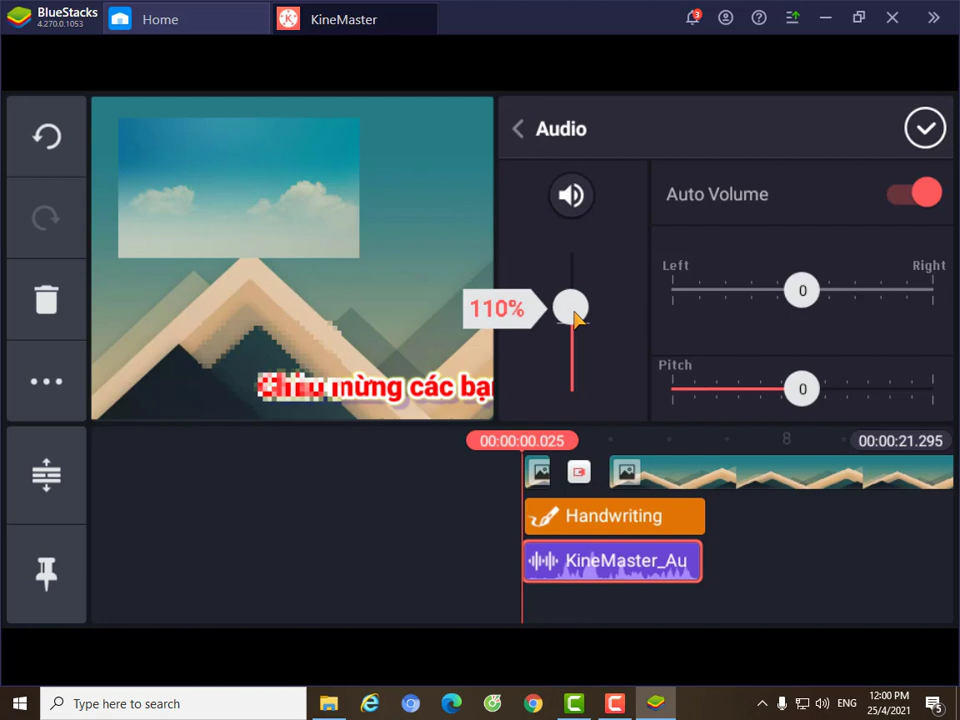 BlueStacks
4.270.0.1053
Home
KineMaster
3
Audio
Auto Volume
Left
Right
0
110%
Pitch
0
mừng các bạn
00:00:00.025
8
00:00:21.295
Handwriting
KineMaster_Au
Type here to search
ENG
12:00 PM
25/4/2021
5